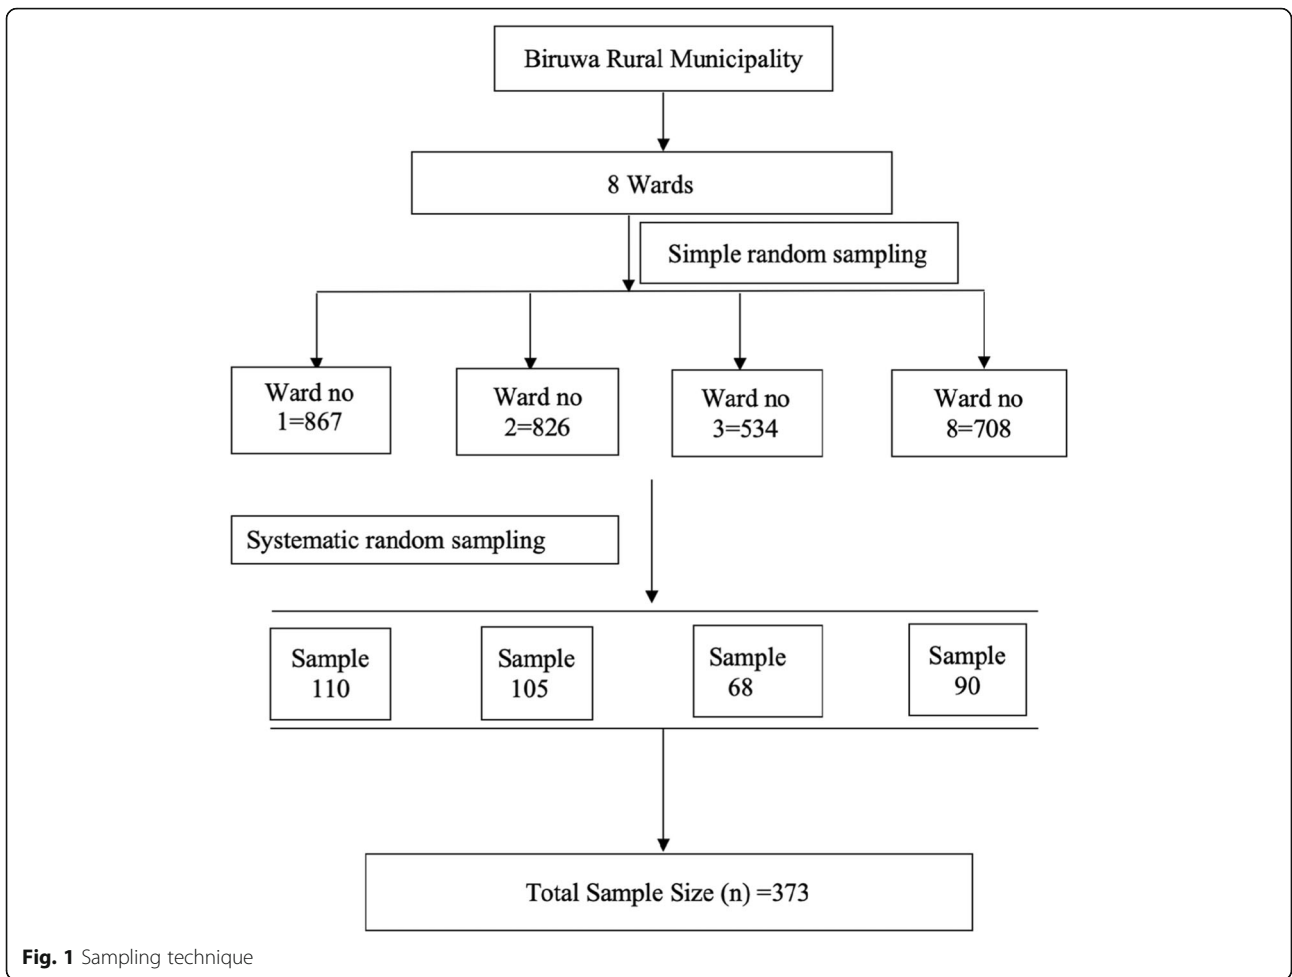 Biruwa Rural Municipality
8 Wards
Simple random sampling
Ward no
1=867
Ward no
2=826
Ward no
3=534
Ward no
8=708
Systematic random sampling
Sample
110
Sample
105
Sample
68
Sample
90
Total Sample Size (n) =373
Fig. 1 Sampling technique